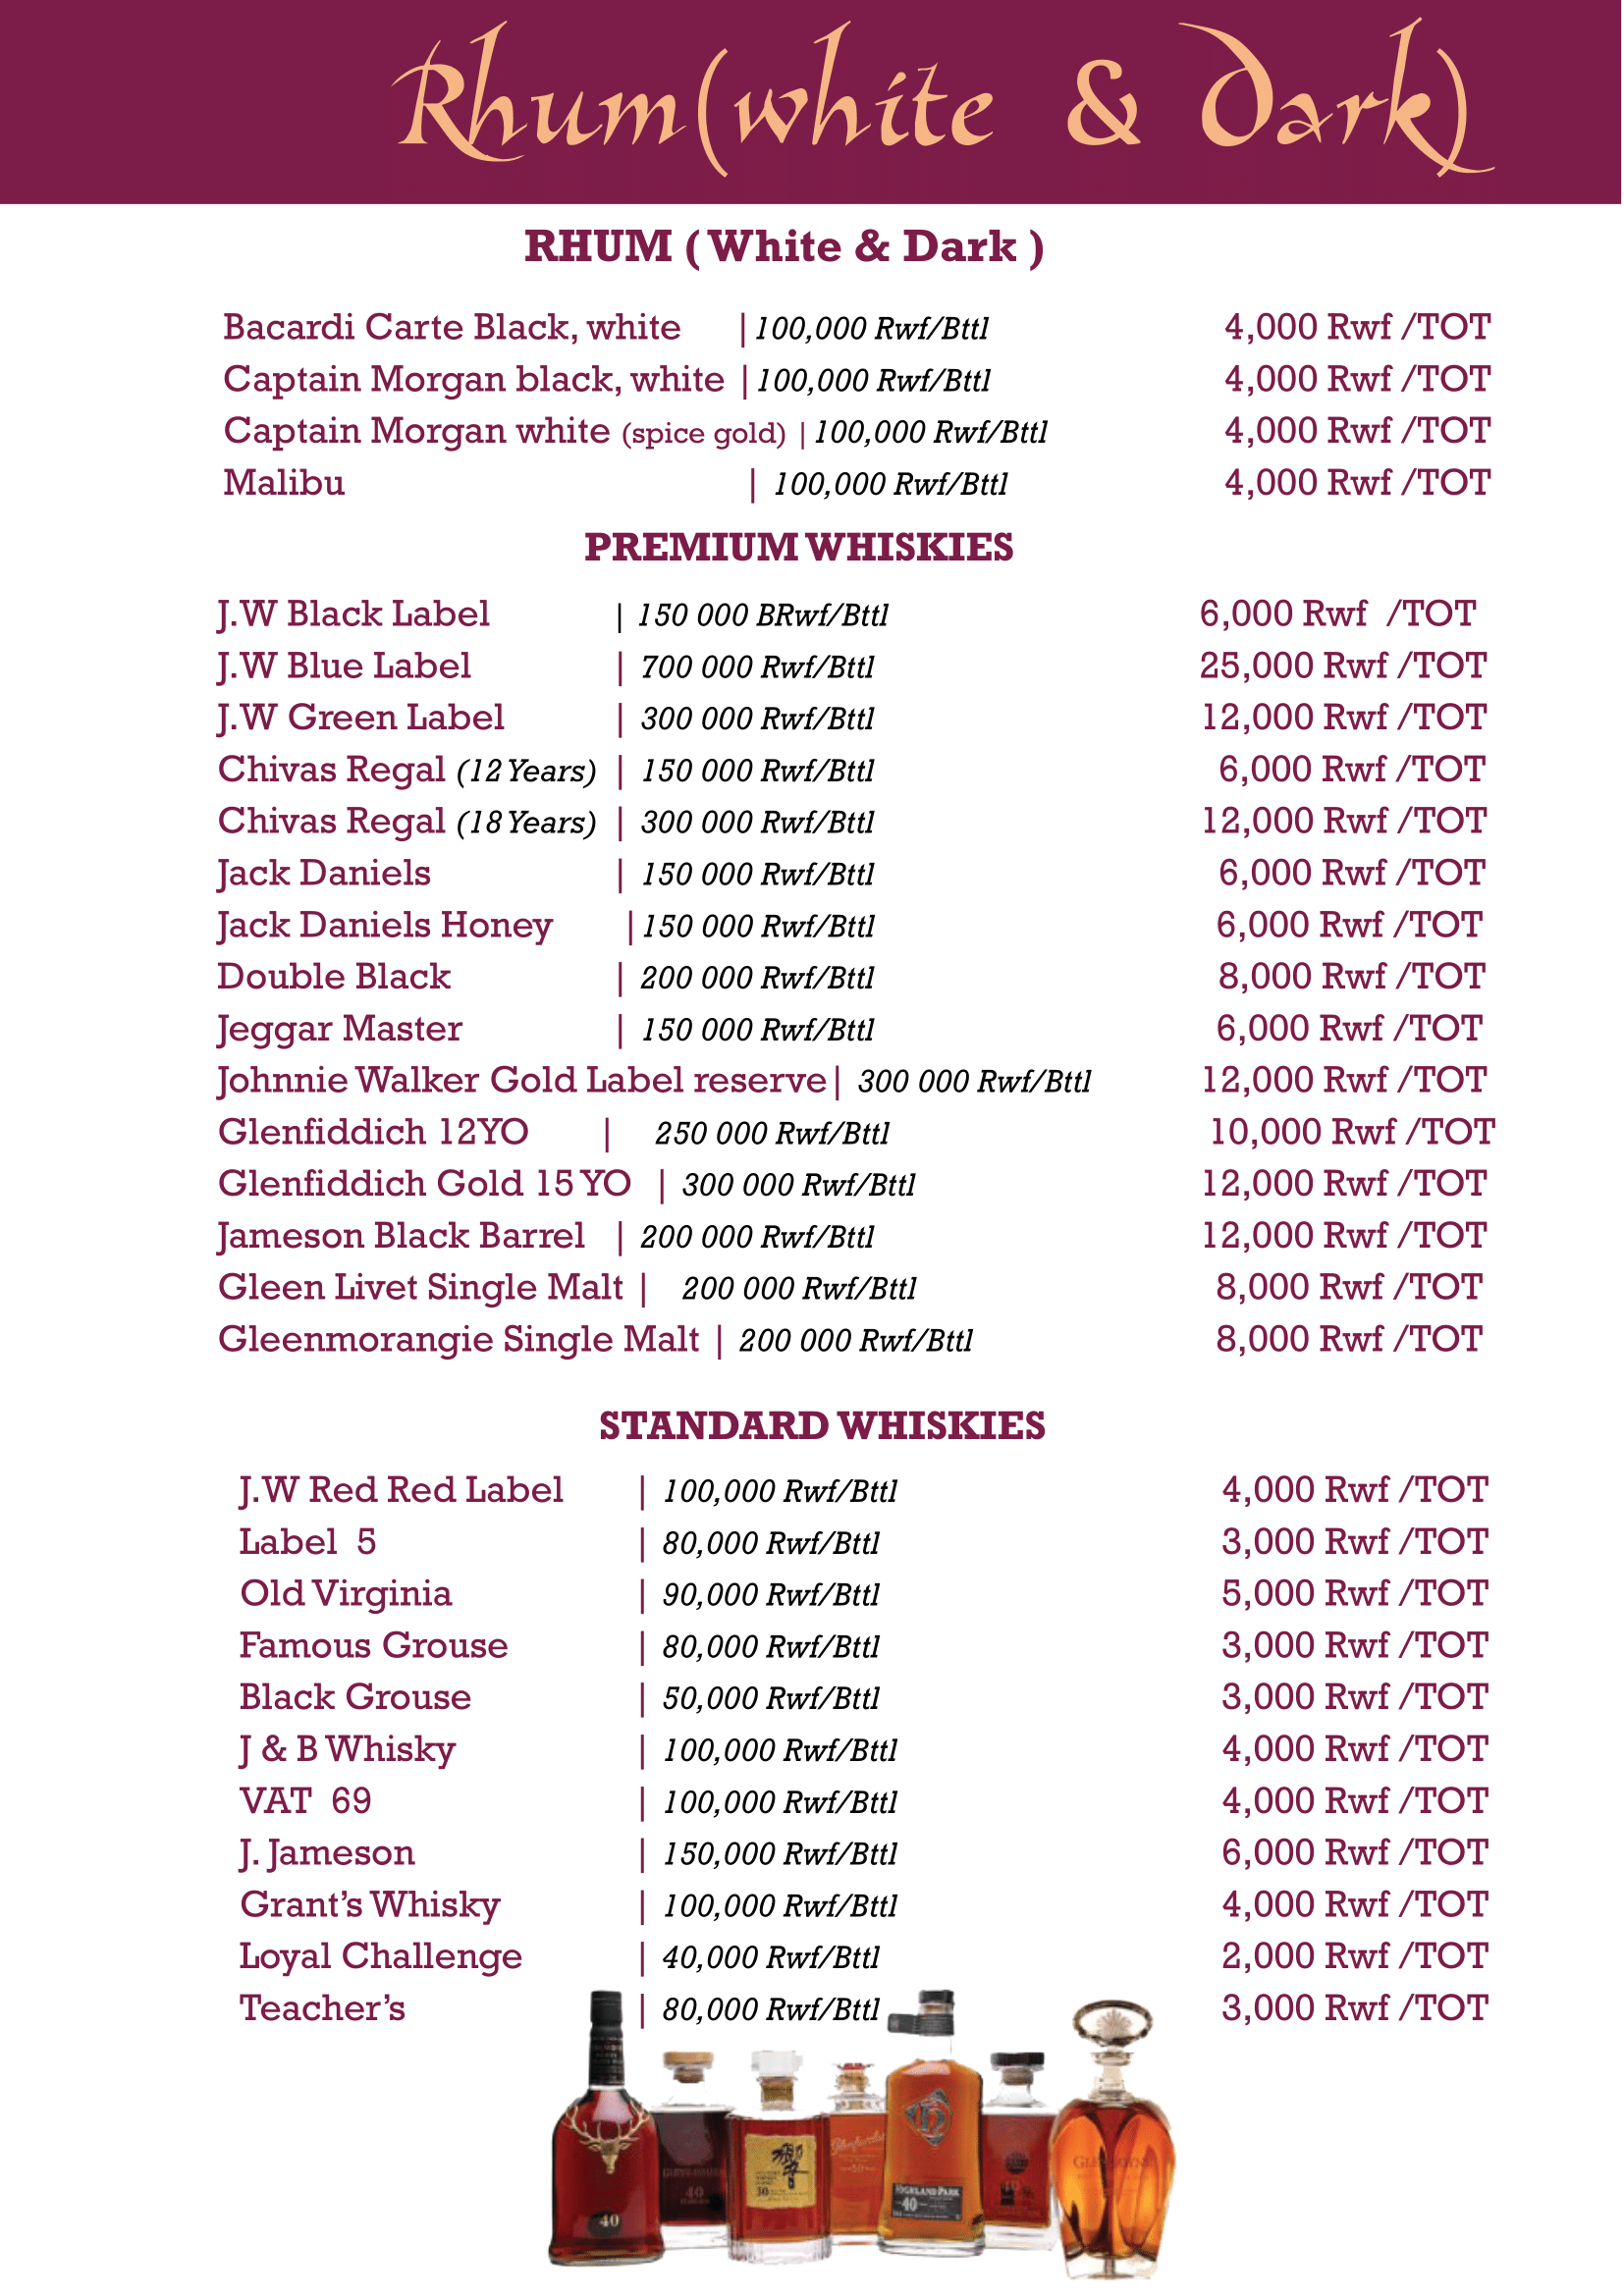 Rhum(white & Dark)
RHUM ( White & Dark )
Bacardi Carte Black, white | 100,000 Rwf/Bttl 4,000 Rwf /TOT
Captain Morgan black, white | 100,000 Rwf/Bttl 4,000 Rwf /TOT
Captain Morgan white (spice gold) | 100,000 Rwf/Bttl 4,000 Rwf /TOT
Malibu | 100,000 Rwf/Bttl 4,000 Rwf /TOT
PREMIUM WHISKIES
J.W Black Label | 150 000 BRwf/Bttl 6,000 Rwf /TOT
J.W Blue Label | 700 000 Rwf/Bttl 25,000 Rwf /TOT
J.W Green Label | 300 000 Rwf/Bttl 12,000 Rwf /TOT
Chivas Regal (12 Years) | 150 000 Rwf/Bttl 6,000 Rwf /TOT
Chivas Regal (18 Years) | 300 000 Rwf/Bttl 12,000 Rwf /TOT
Jack Daniels | 150 000 Rwf/Bttl 6,000 Rwf /TOT
Jack Daniels Honey | 150 000 Rwf/Bttl 6,000 Rwf /TOT
Double Black | 200 000 Rwf/Bttl 8,000 Rwf /TOT
Jeggar Master | 150 000 Rwf/Bttl 6,000 Rwf /TOT
Johnnie Walker Gold Label reserve | 300 000 Rwf/Bttl 12,000 Rwf /TOT
Glenfiddich 12YO | 250 000 Rwf/Bttl 10,000 Rwf /TOT
Glenfiddich Gold 15 YO | 300 000 Rwf/Bttl 12,000 Rwf /TOT
Jameson Black Barrel | 200 000 Rwf/Bttl 12,000 Rwf /TOT
Gleen Livet Single Malt | 200 000 Rwf/Bttl 8,000 Rwf /TOT
Gleenmorangie Single Malt | 200 000 Rwf/Bttl 8,000 Rwf /TOT
STANDARD WHISKIES
J.W Red Red Label | 100,000 Rwf/Bttl 4,000 Rwf /TOT
Label 5 | 80,000 Rwf/Bttl 3,000 Rwf /TOT
Old Virginia | 90,000 Rwf/Bttl 5,000 Rwf /TOT
Famous Grouse | 80,000 Rwf/Bttl 3,000 Rwf /TOT
Black Grouse | 50,000 Rwf/Bttl 3,000 Rwf /TOT
J & B Whisky | 100,000 Rwf/Bttl 4,000 Rwf /TOT
VAT 69 | 100,000 Rwf/Bttl 4,000 Rwf /TOT
J. Jameson | 150,000 Rwf/Bttl 6,000 Rwf /TOT
Grant’s Whisky | 100,000 Rwf/Bttl 4,000 Rwf /TOT
Loyal Challenge | 40,000 Rwf/Bttl 2,000 Rwf /TOT
Teacher’s | 80,000 Rwf/Bttl 3,000 Rwf /TOT
HIGHLAND PARK
40
40
40
30